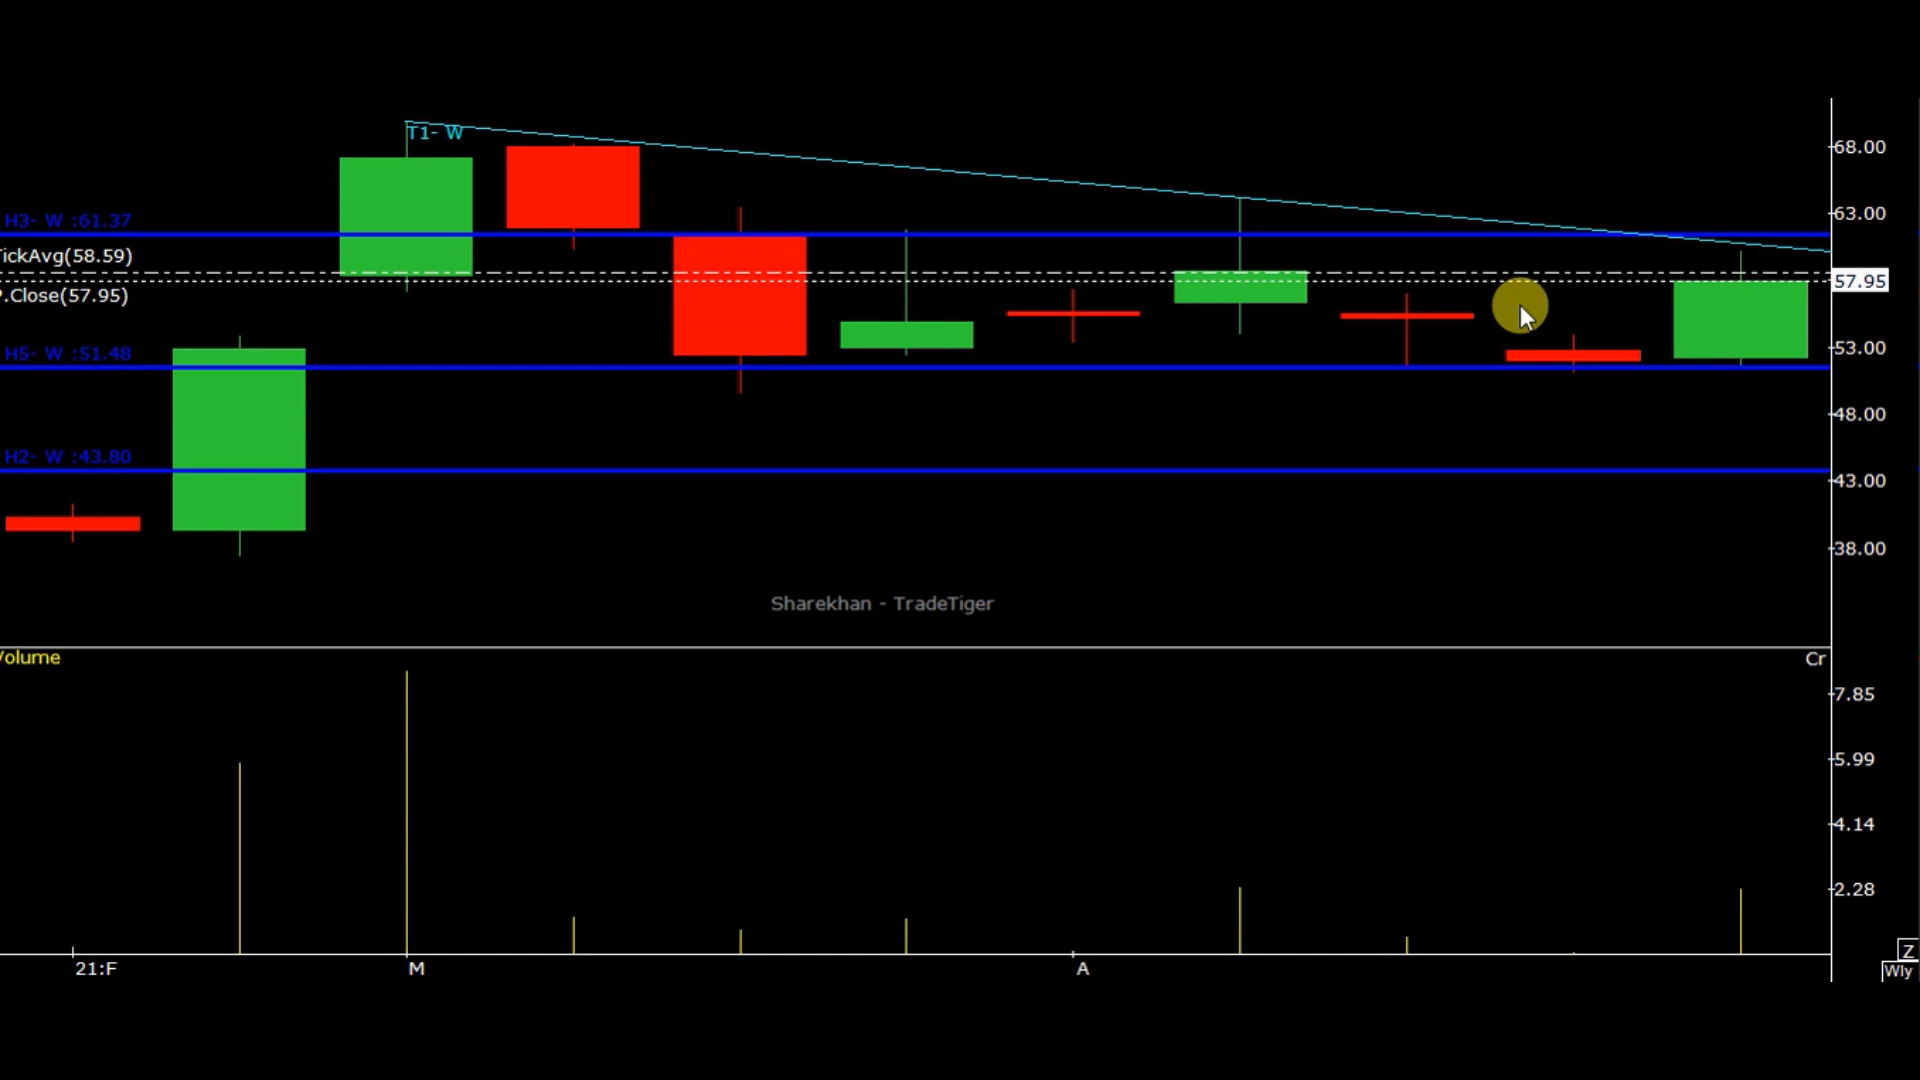 T1- W
68.00
H3- W :61.37
63.00
TickAvg(58.59)
57.95
P.Close(57.95)
H5- W :51.48
53.00
48.00
H2- W :43.80
43.00
38.00
Sharekhan - TradeTiger
Volume
Cr
7.85
5.99
4.14
2.28
Z
21:F
M
A
Wly